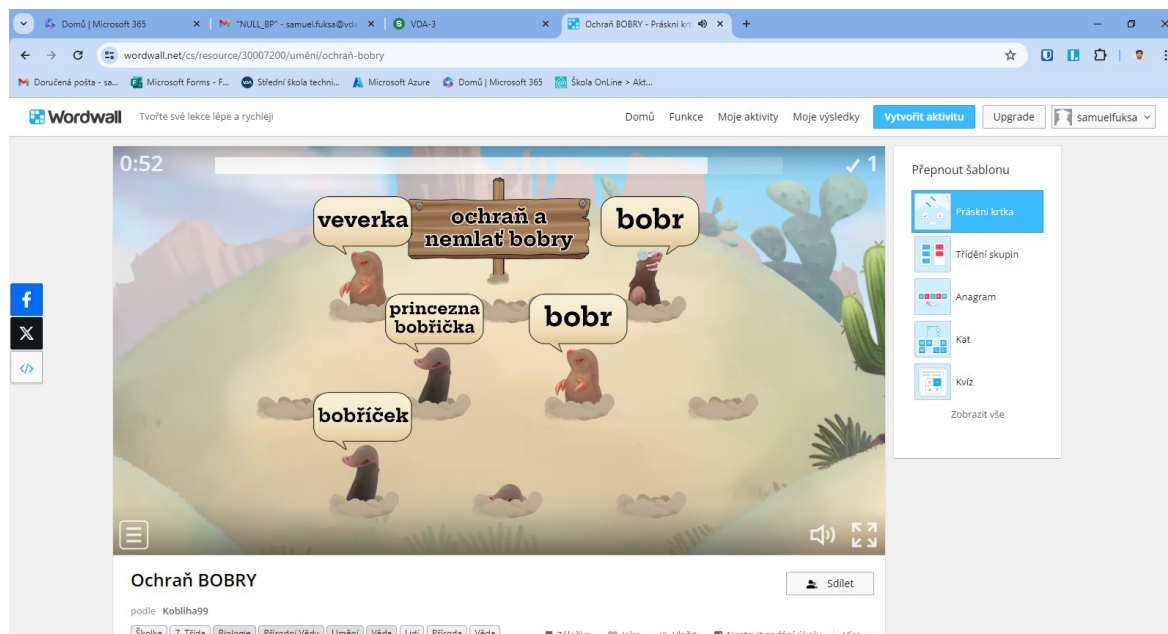 Domů | Microsoft 365
"NULL_BP" - samuel.fuksa@vda
VDA-3
Ochraň BOBRY - Práskni krt
wordwall.net/cs/resource/30007200/umění/ochraň-bobry
Doručená pošta - sa...
Microsoft Forms - F...
Střední škola techni...
Microsoft Azure
Domů | Microsoft 365
Škola OnLine > Akt...
Wordwall
Tvořte své lekce lépe a rychleji
Domů
Funkce
Moje aktivity
Moje výsledky
Vytvořit aktivitu
Upgrade
samuelfuksa
0:52
1
veverka
ochraň a
nemlať bobry
bobr
princezna
bobřička
bobr
bobříček
Přepnout šablonu
Práskni krtka
Třídění skupin
Anagram
Kat
Kvíz
Zobrazit vše
Ochraň BOBRY
Sdílet
podle Kobliha99
Školka
7. Třída
Biologie
Přírodní Vědy
Umění
Věda
Lidí
Příroda
Věda